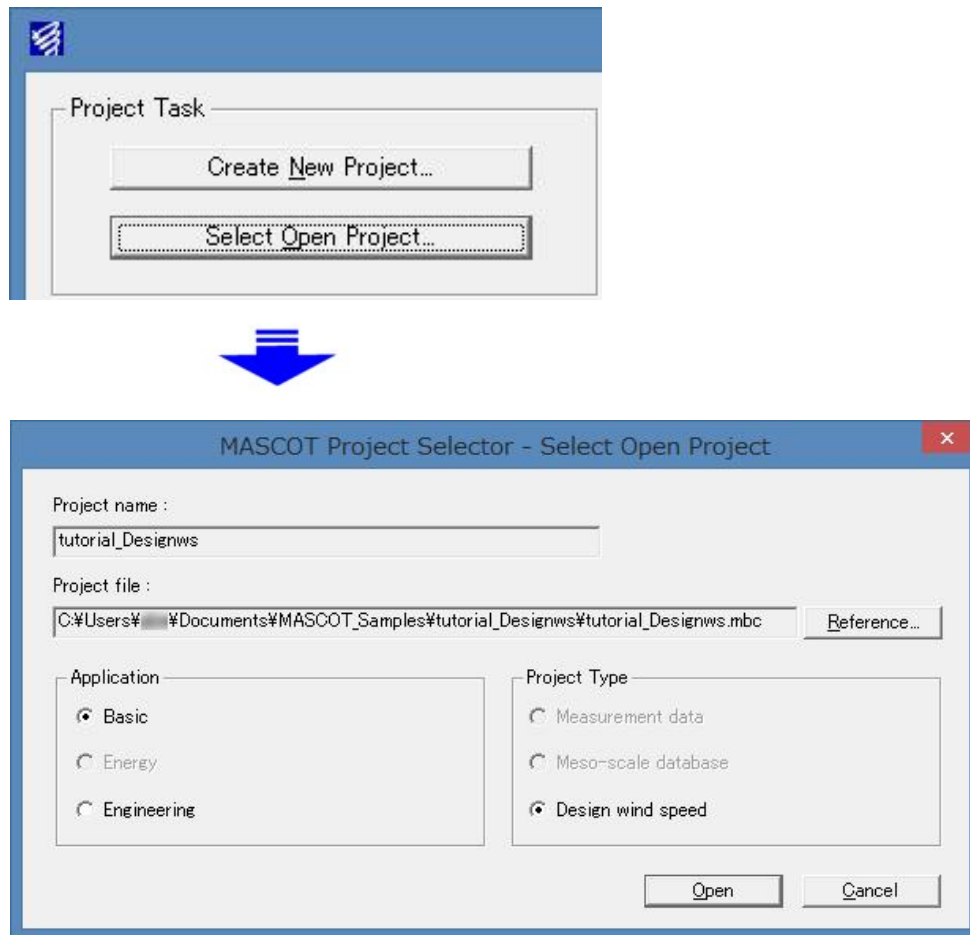 Project Task
Create New Project...
Select Open Project...
MASCOT Project Selector - Select Open Project
Project name :
tutorial_Designws
Project file :
C:¥Users¥ ¥Documents¥MASCOT_Samples¥tutorial_Designws¥tutorial_Designws.mbc
Reference...
Application
Basic
Energy
Engineering
Project Type
Measurement data
Meso-scale database
Design wind speed
Open
Cancel